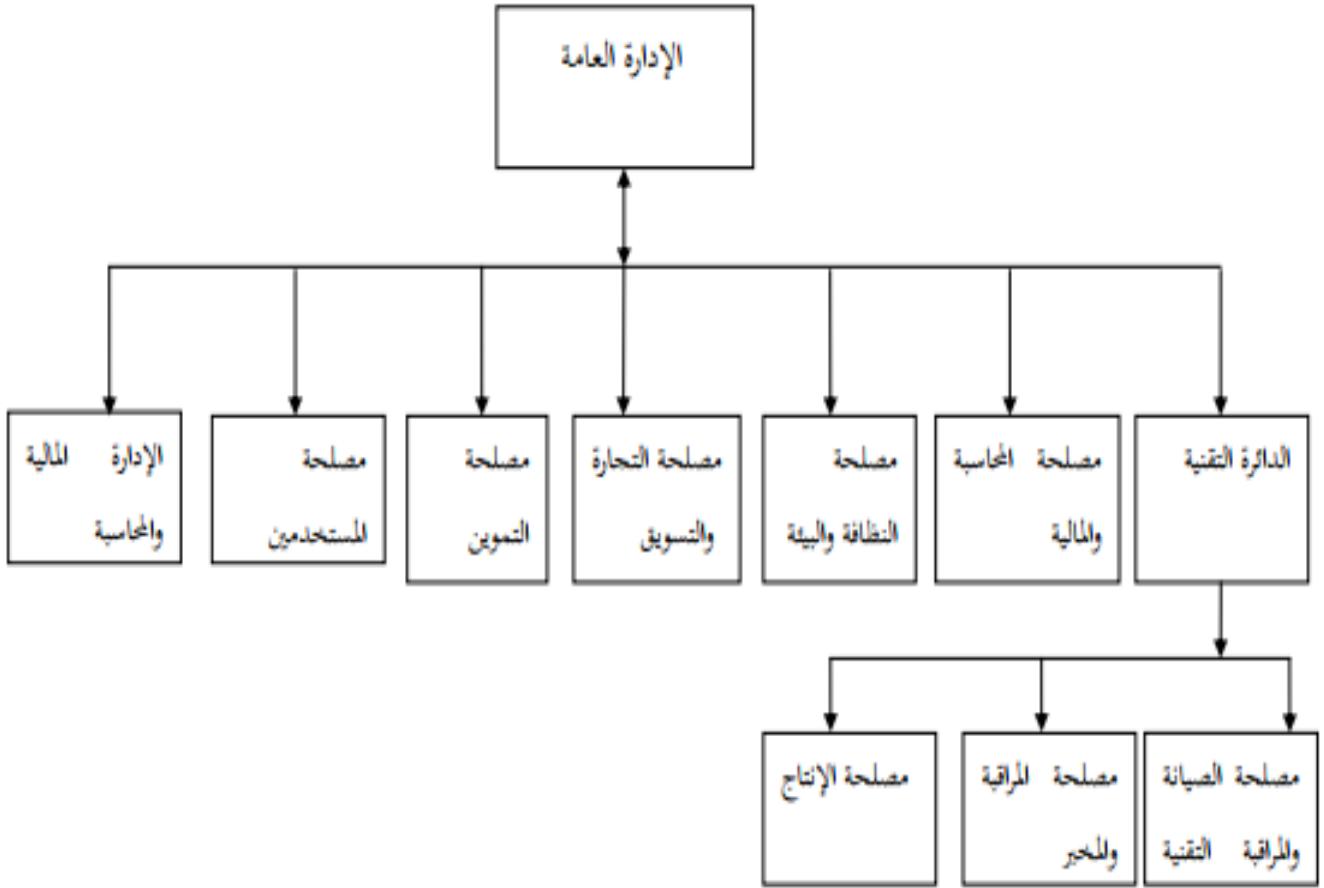 الإدارة العامة
الدائرة التقنية
مصلحة المحاسبة
والمالية
مصلحة
النظافة والبيئة
مصلحة التجارة
والتسويق
مصلحة
التموين
مصلحة
المستخدمين
الإدارة المالية
والمحاسبة
مصلحة الصيانة
والمراقبة التقنية
مصلحة المراقبة
والمخبر
مصلحة الإنتاج